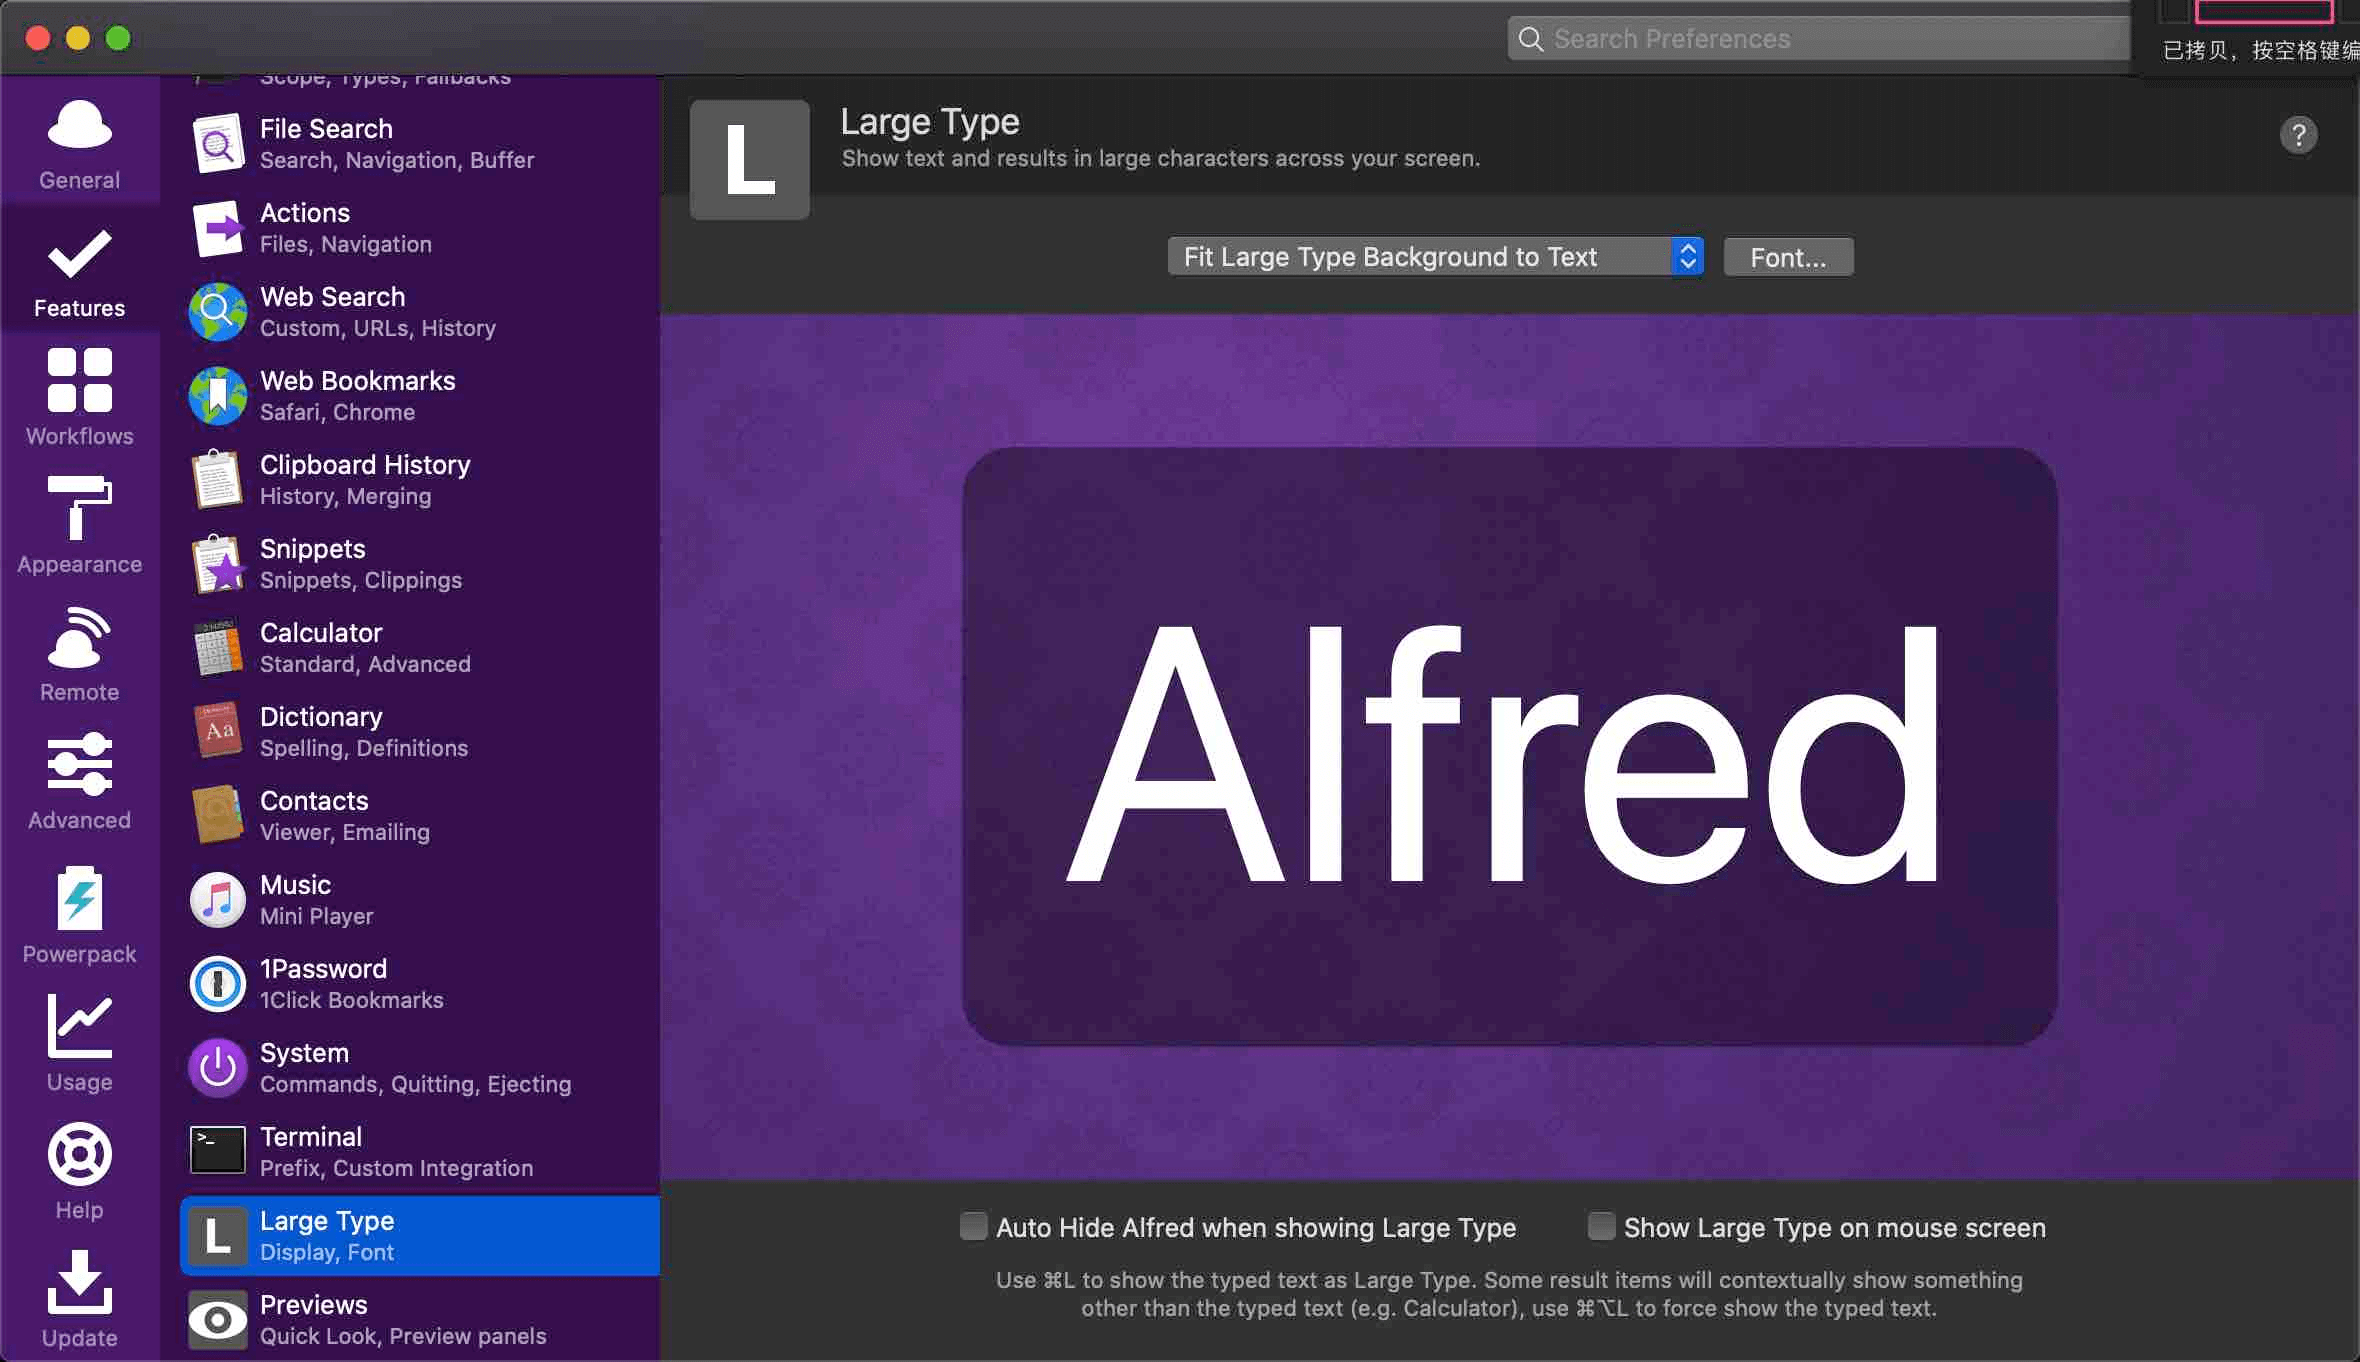 Search Preferences
已拷贝，按空格键编
General
Features
Workflows
Appearance
Remote
Advanced
Powerpack
Usage
Help
Update
Scope, Types, Fallbacks
File Search
Search, Navigation, Buffer
Actions
Files, Navigation
Web Search
Custom, URLs, History
Web Bookmarks
Safari, Chrome
Clipboard History
History, Merging
Snippets
Snippets, Clippings
Calculator
Standard, Advanced
Aa
Dictionary
Spelling, Definitions
Contacts
Viewer, Emailing
Music
Mini Player
1Password
1Click Bookmarks
System
Commands, Quitting, Ejecting
>_
Terminal
Prefix, Custom Integration
L
Large Type
Display, Font
Previews
Quick Look, Preview panels
L
Large Type
Show text and results in large characters across your screen.
?
Fit Large Type Background to Text
Font...
Alfred
Auto Hide Alfred when showing Large Type
Show Large Type on mouse screen
Use ⌘L to show the typed text as Large Type. Some result items will contextually show something
other than the typed text (e.g. Calculator), use ⌘⌥L to force show the typed text.